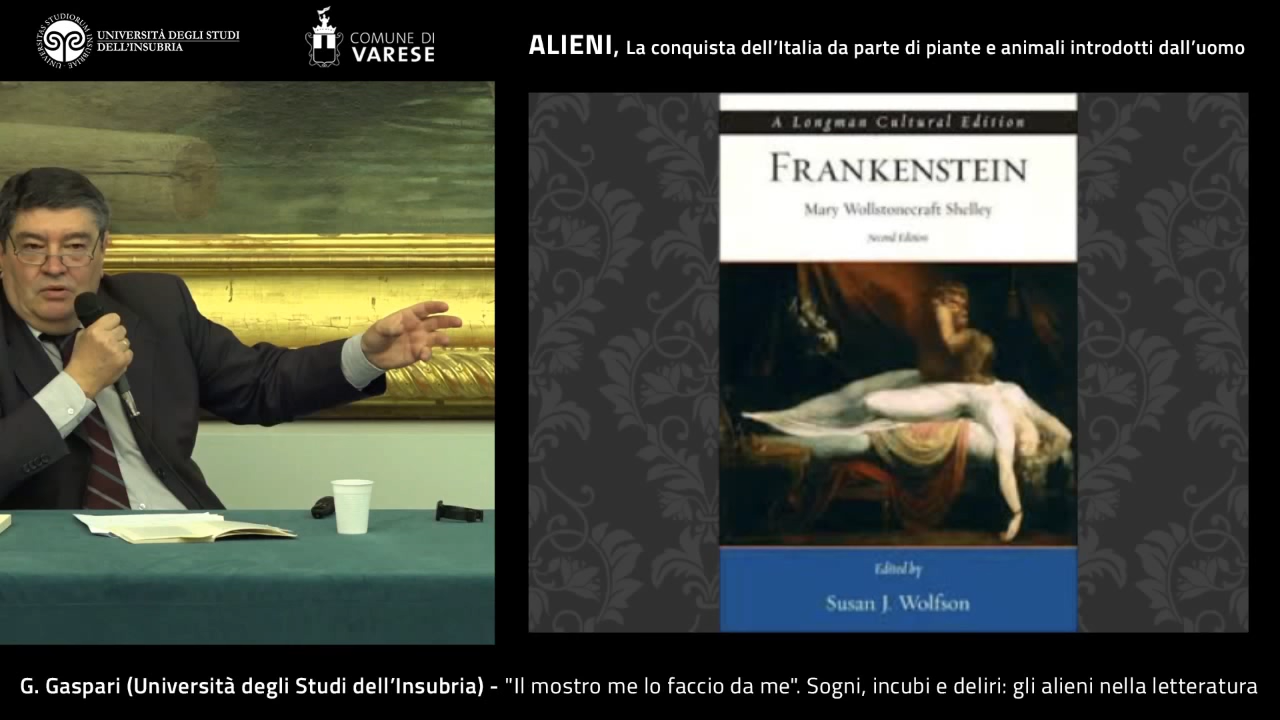 UNIVERSITÀ DEGLI STUDI
DELL'INSUBRIA
COMUNE DI
VARESE
ALIENI, La conquista dell'Italia da parte di piante e animali introdotti dall'uomo
A Longman Cultural Edition
FRANKENSTEIN
Mary Wollstonecraft Shelley
Second Edition
Edited by
Susan J. Wolfson
G. Gaspari (Università degli Studi dell'Insubria) - "Il mostro me lo faccio da me". Sogni, incubi e deliri: gli alieni nella letteratura